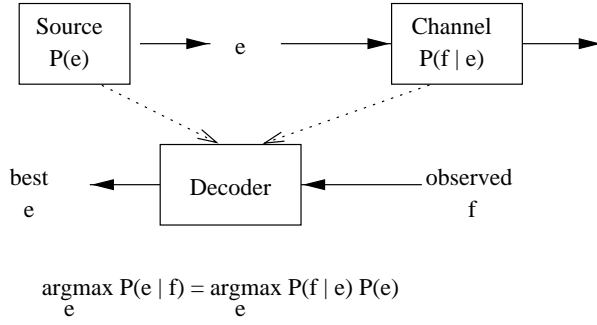 Source
P(e)
e
Channel
P(f | e)
best
e
Decoder
observed
f
argmax P(e | f) = argmax P(f | e) P(e)
e e